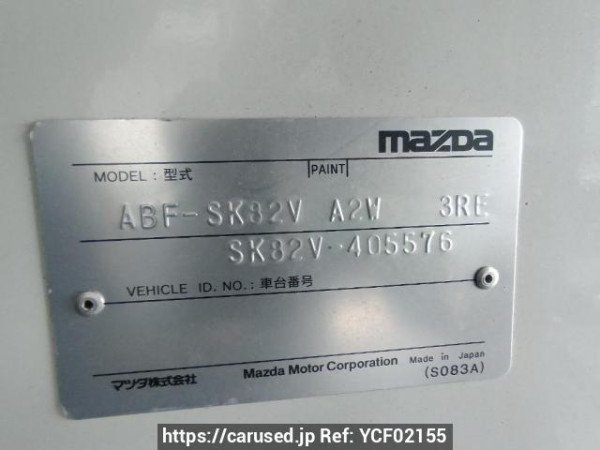 mazda
MODEL : 型式 PAINT
ABF-SK82V A2W 3RE
SK82V-405576
VEHICLE ID. NO. : 車台番号
マツダ株式会社 Mazda Motor Corporation Made in Japan
(S083A)
https://carused.jp Ref: YCF02155